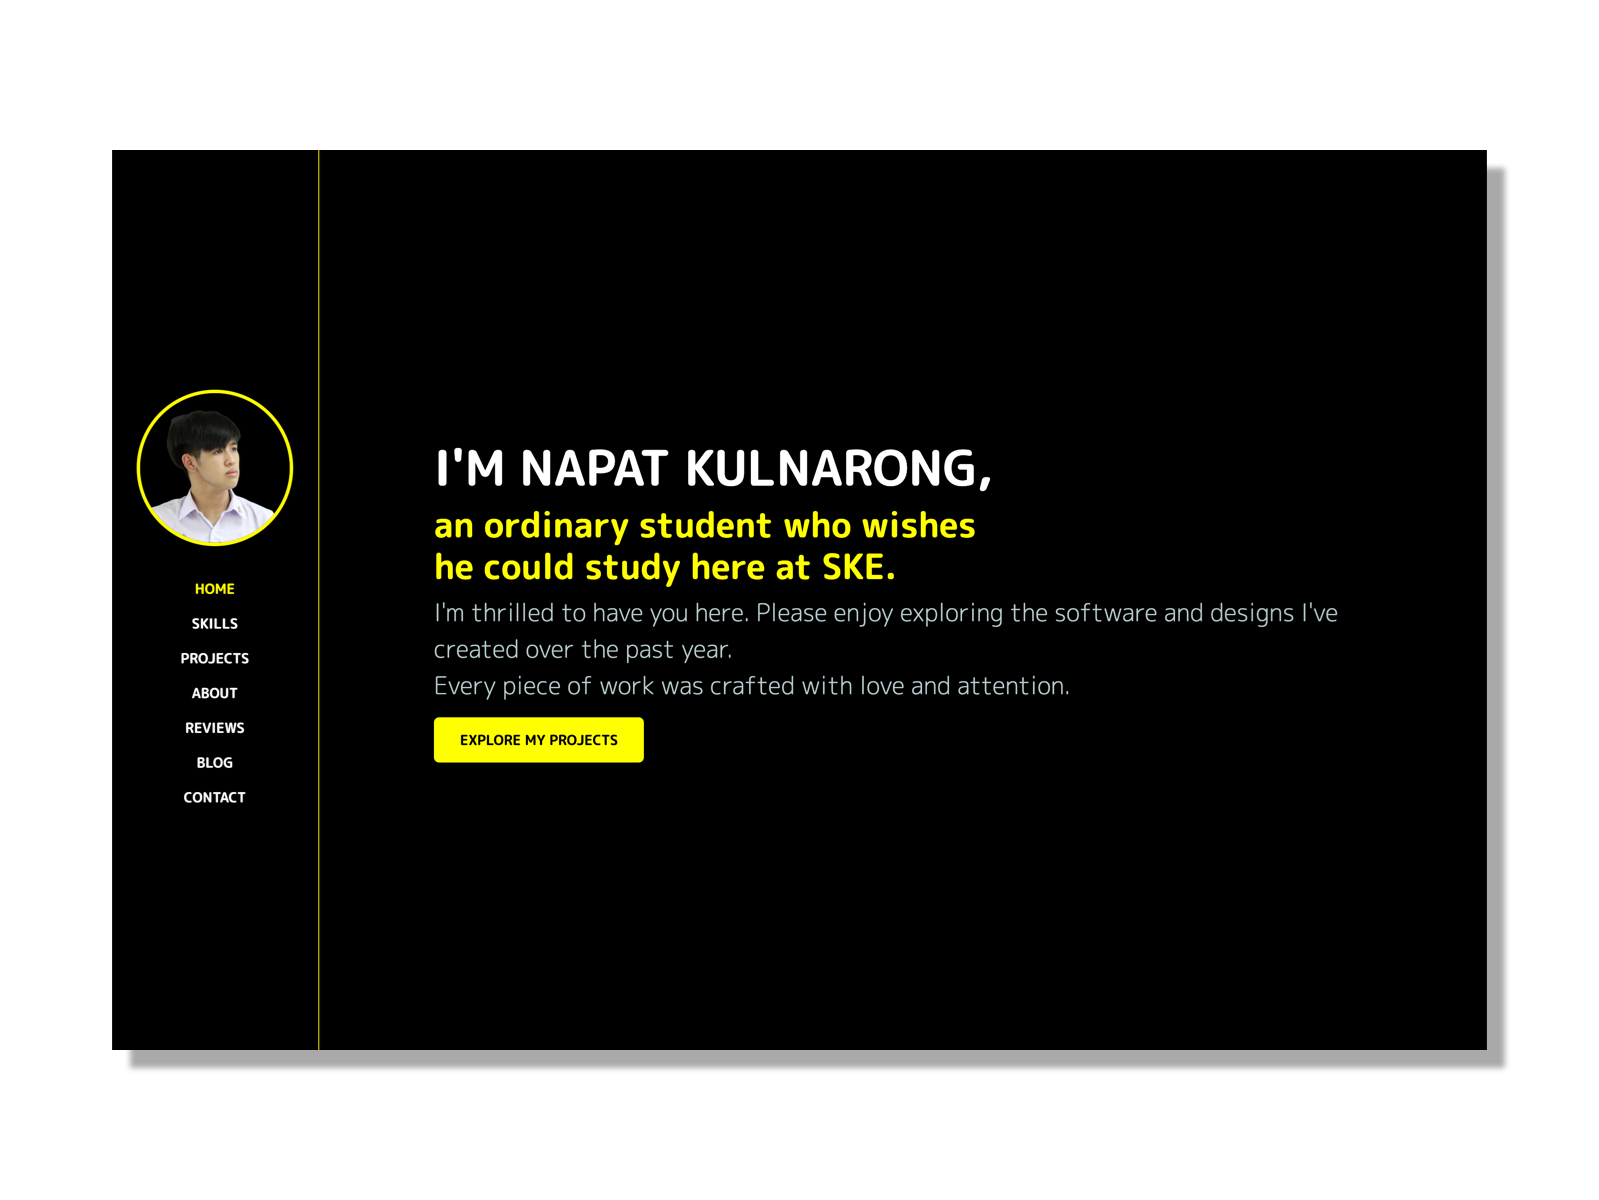 HOME
SKILLS
PROJECTS
ABOUT
REVIEWS
BLOG
CONTACT
I'M NAPAT KULNARONG,
an ordinary student who wishes
he could study here at SKE.
I'm thrilled to have you here. Please enjoy exploring the software and designs I've
created over the past year.
Every piece of work was crafted with love and attention.
EXPLORE MY PROJECTS